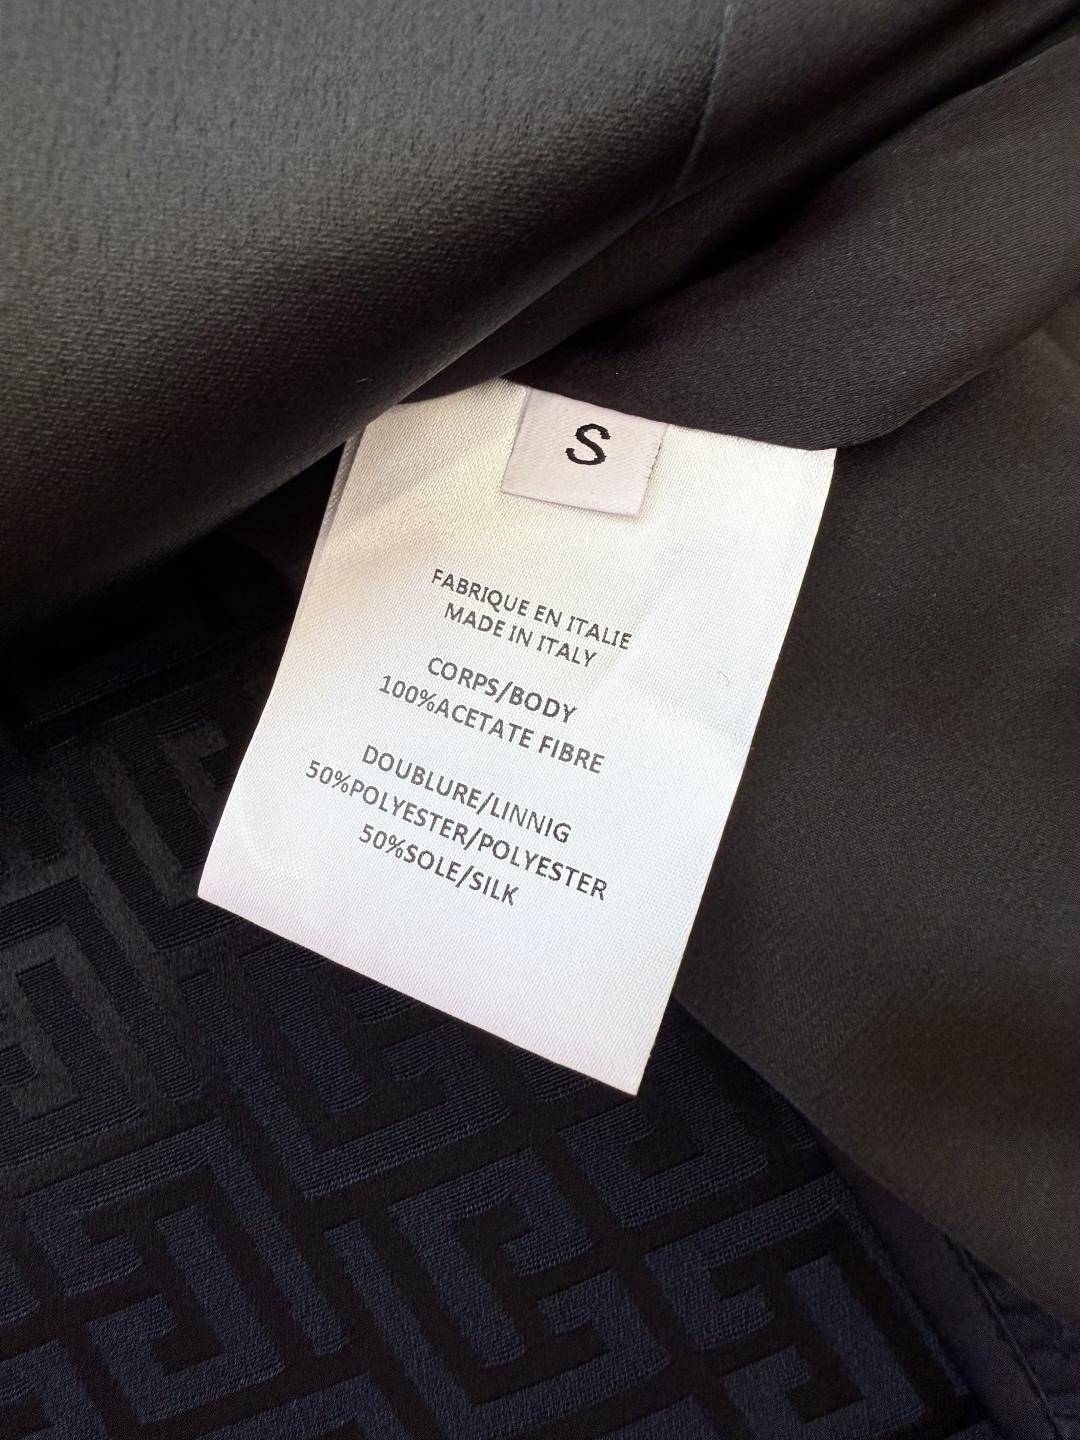 S
FABRIQUE EN ITALIE
MADE IN ITALY
CORPS/BODY
100%ACETATE FIBRE
DOUBLURE/LINNIG
50%POLYESTER/POLYESTER
50%SOLE/SILK